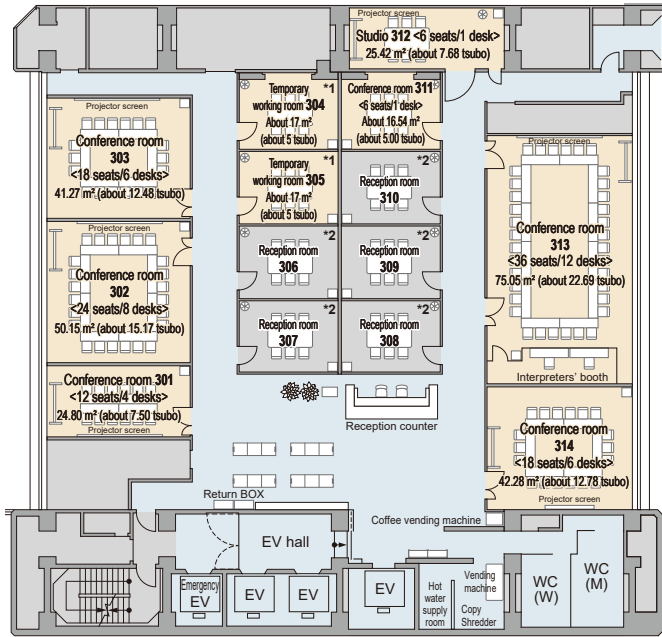 Projector screen
Studio 312 <6 seats/1 desk>
25.42 m² (about 7.68 tsubo)
Projector screen
Conference room
303
<18 seats/6 desks>
41.27 m² (about 12.48 tsubo)
Temporary *1
working room 304
About 17 m²
(about 5 tsubo)
Conference room 311
<6 seats/1 desk>
About 16.54 m²
(about 5.00 tsubo)
Temporary *1
working room 305
About 17 m²
(about 5 tsubo)
*2
Reception room
310
Projector screen
Conference room
313
<36 seats/12 desks>
75.05 m² (about 22.69 tsubo)
Interpreters' booth
Projector screen
Conference room
302
<24 seats/8 desks>
50.15 m² (about 15.17 tsubo)
*2
Reception room
306
*2
Reception room
309
*2
Reception room
307
*2
Reception room
308
Conference room 301
<12 seats/4 desks>
24.80 m² (about 7.50 tsubo)
Projector screen
Reception counter
Conference room
314
<18 seats/6 desks>
42.28 m² (about 12.78 tsubo)
Projector screen
Return BOX
Coffee vending machine
EV hall
Emergency
EV
EV
EV
EV
Hot
water
supply
room
Vending
machine
Copy
Shredder
WC
(W)
WC
(M)